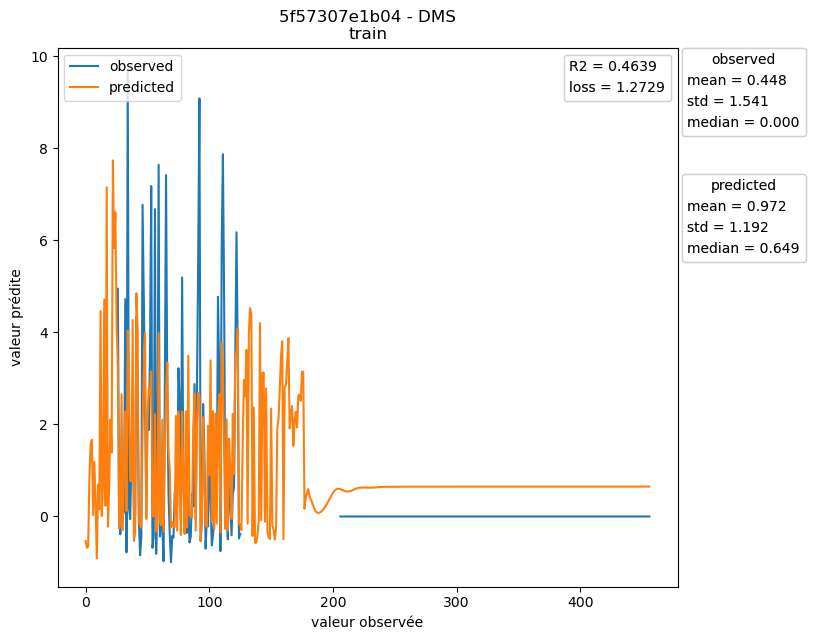 5f57307e1b04 - DMS
train
observed
predicted
R2 = 0.4639
loss = 1.2729
observed
mean = 0.448
std = 1.541
median = 0.000
predicted
mean = 0.972
std = 1.192
median = 0.649
valeur prédite
10
8
6
4
2
0
0
100
200
300
400
valeur observée